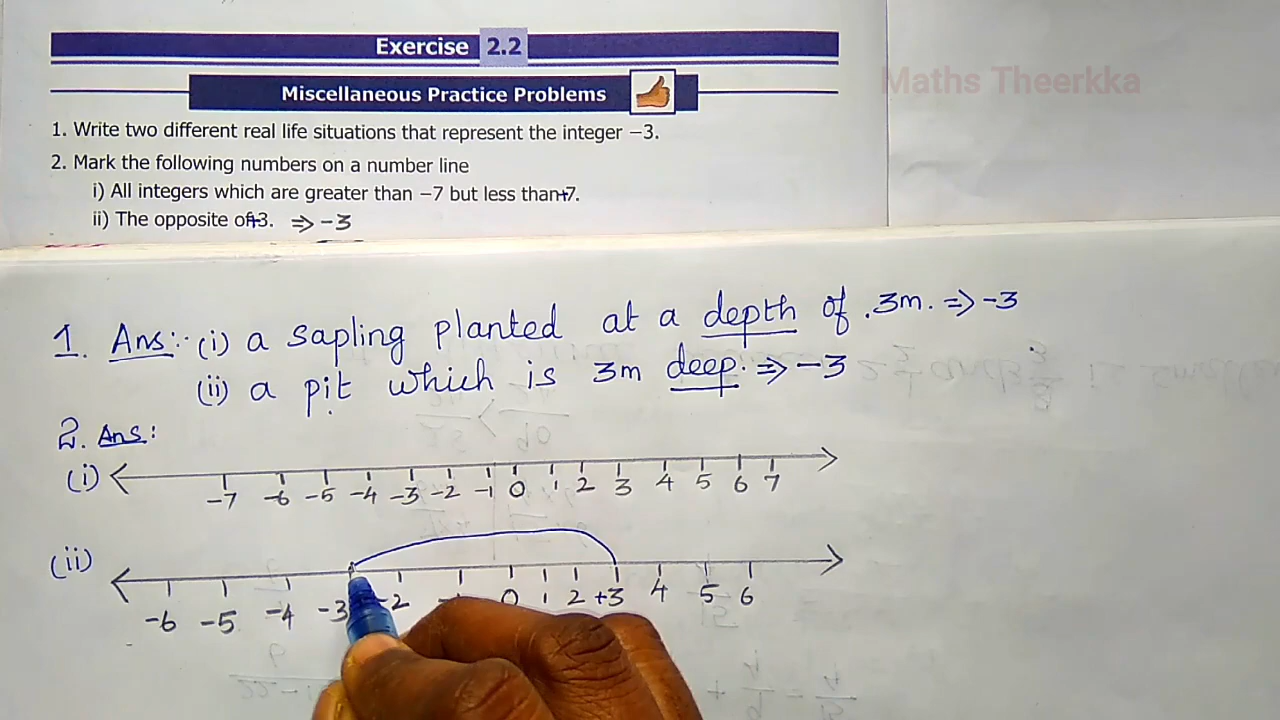 Exercise 2.2
Maths Theerkka
Miscellaneous Practice Problems
1. Write two different real life situations that represent the integer −3.
2. Mark the following numbers on a number line
i) All integers which are greater than −7 but less than +7.
ii) The opposite of +3. ⇒ -3
1. Ans:- (i) a sapling planted at a depth of .3m. ⇒ -3
(ii) a pit which is 3m deep. ⇒ -3
2. Ans:
(i)
-7 -6 -5 -4 -3 -2 -1 0 1 2 3 4 5 6 7
(ii)
-6 -5 -4 -3 -2 0 1 2 +3 4 5 6